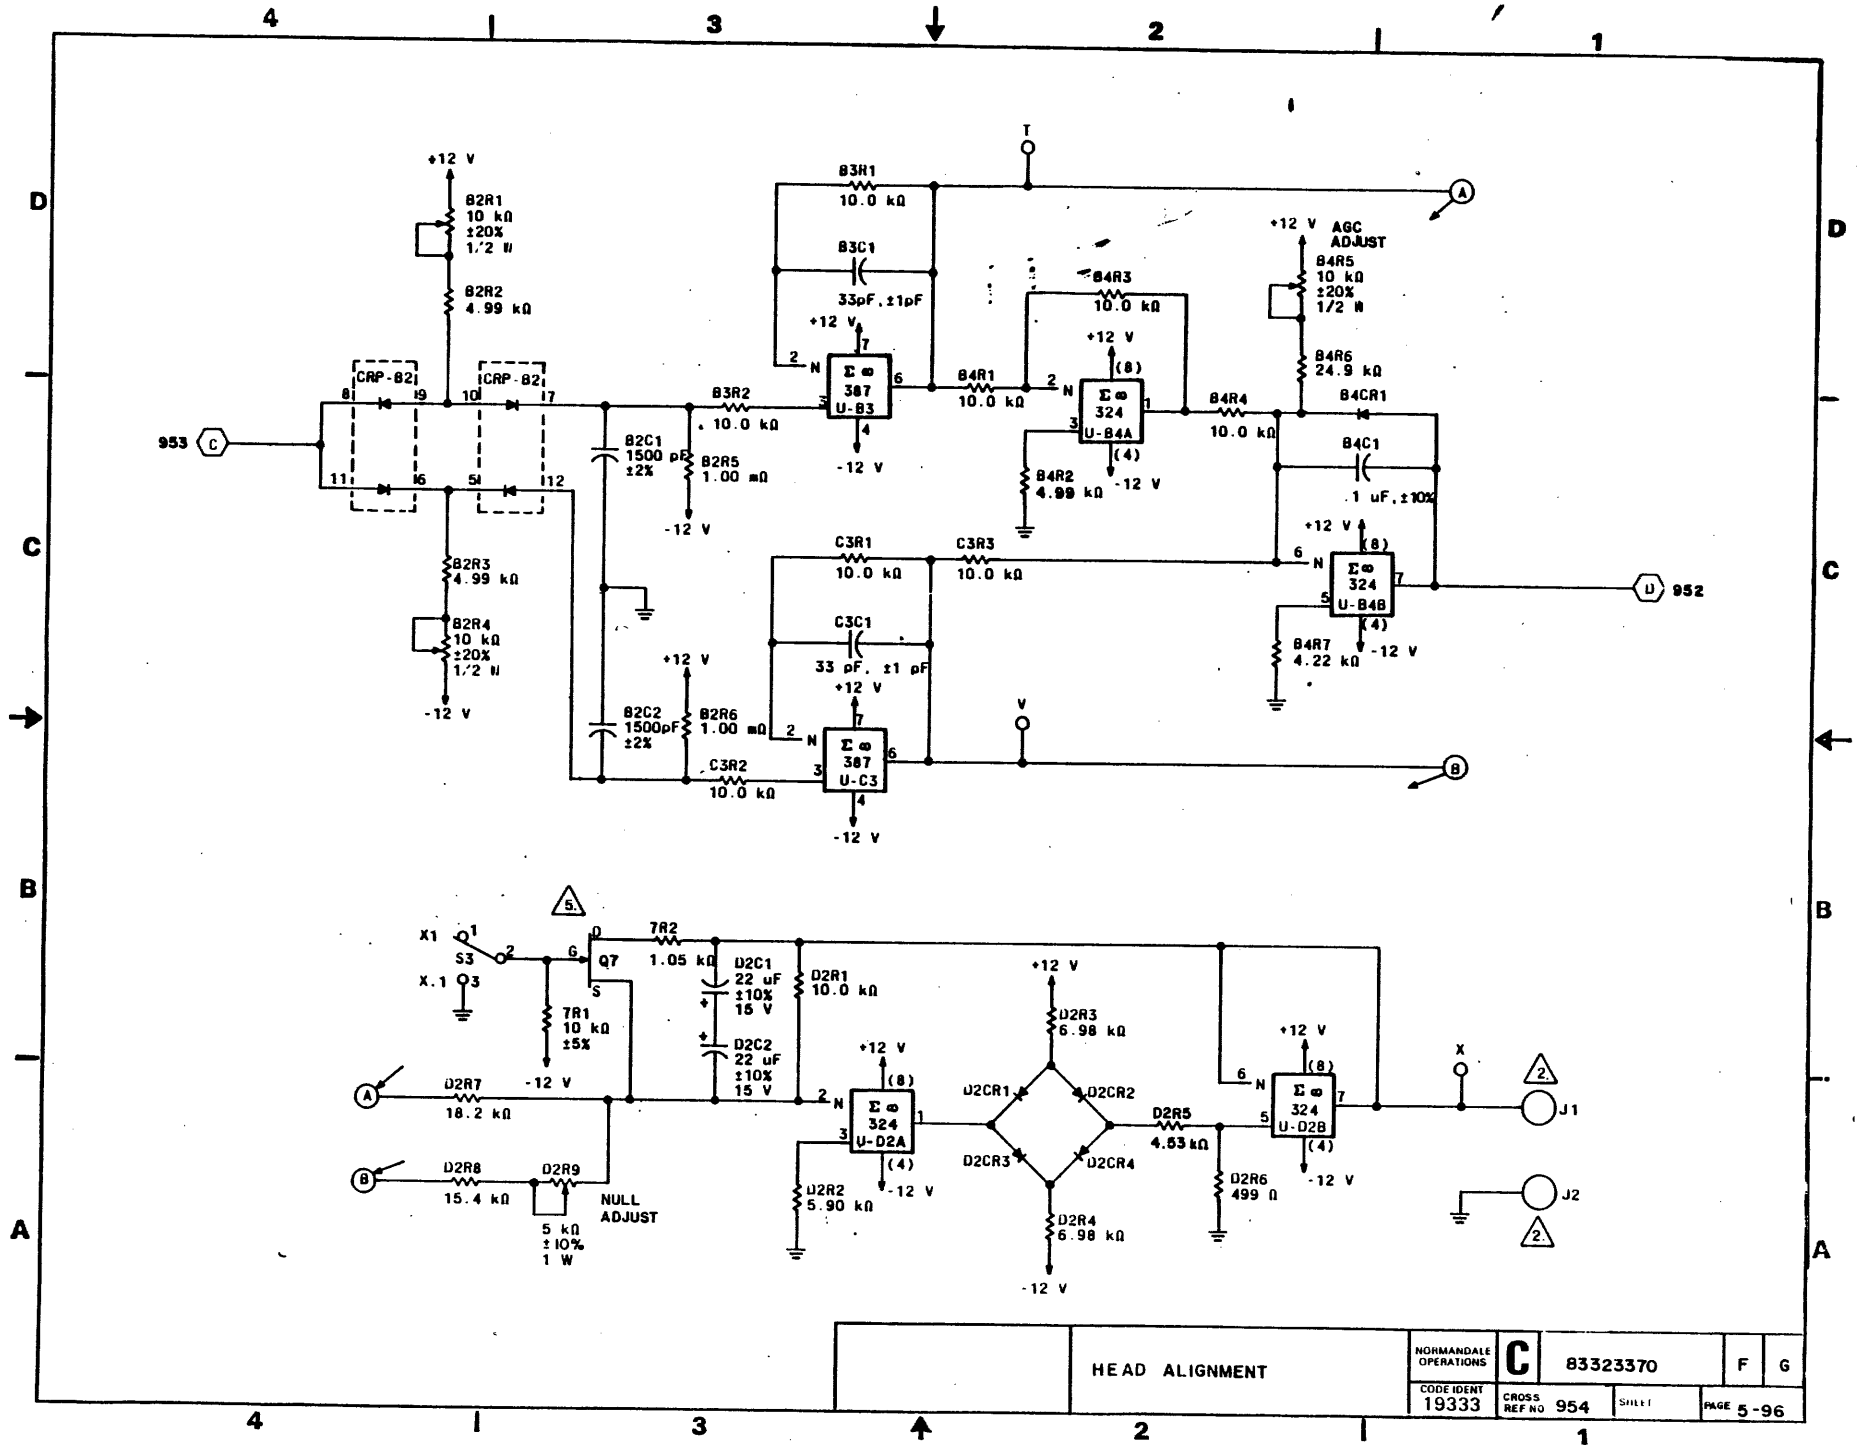 4
3
2
1
D
C
B
A
D
C
B
A
T
+12 V
B2R1
10 kΩ
±20%
1/2 W
B2R2
4.99 kΩ
CRP-B2
CRP-B2
8
9
10
7
11
6
5
12
953
C
B2R3
4.99 kΩ
B2R4
10 kΩ
±20%
1/2 W
-12 V
B2C1
1500 pF
±2%
B2R5
1.00 mΩ
-12 V
B2C2
1500pF
±2%
+12 V
B2R6
1.00 mΩ
B3R1
10.0 kΩ
B3C1
33pF, ±1pF
+12 V
7
2
N
Σ ∞
387
U-B3
6
4
-12 V
B3R2
10.0 kΩ
A
B4R1
10.0 kΩ
B4R3
10.0 kΩ
+12 V
(8)
2
N
Σ ∞
324
U-B4A
1
3
(4)
-12 V
B4R2
4.99 kΩ
B4R4
10.0 kΩ
+12 V
AGC
ADJUST
B4R5
10 kΩ
±20%
1/2 W
B4R6
24.9 kΩ
B4CR1
B4C1
.1 uF, ±10%
+12 V
(8)
6
N
Σ ∞
324
U-B4B
7
5
(4)
-12 V
B4R7
4.22 kΩ
952
C3R1
10.0 kΩ
C3R3
10.0 kΩ
C3C1
33 pF, ±1 pF
+12 V
7
2
N
Σ ∞
387
U-C3
6
3
4
-12 V
C3R2
10.0 kΩ
V
B
5.
X1
1
S3
2
X.1
3
G
D
Q7
S
7R1
10 kΩ
±5%
-12 V
7R2
1.05 kΩ
D2C1
22 uF
±10%
15 V
+
+
D2C2
22 uF
±10%
15 V
D2R1
10.0 kΩ
A
D2R7
18.2 kΩ
B
D2R8
15.4 kΩ
D2R9
5 kΩ
±10%
1 W
NULL
ADJUST
+12 V
(8)
2
N
Σ ∞
324
U-D2A
1
3
(4)
-12 V
D2R2
5.90 kΩ
+12 V
D2R3
6.98 kΩ
D2CR1
D2CR2
D2CR3
D2CR4
D2R4
6.98 kΩ
-12 V
D2R5
4.53 kΩ
D2R6
499 Ω
+12 V
(8)
6
N
Σ ∞
324
U-D2B
7
5
(4)
-12 V
X
2.
J1
J2
2.
HEAD ALIGNMENT
NORMANDALE
OPERATIONS
C
83323370
F
G
CODE IDENT
19333
CROSS
REF NO 954
SHEET
PAGE 5-96
4
3
2
1